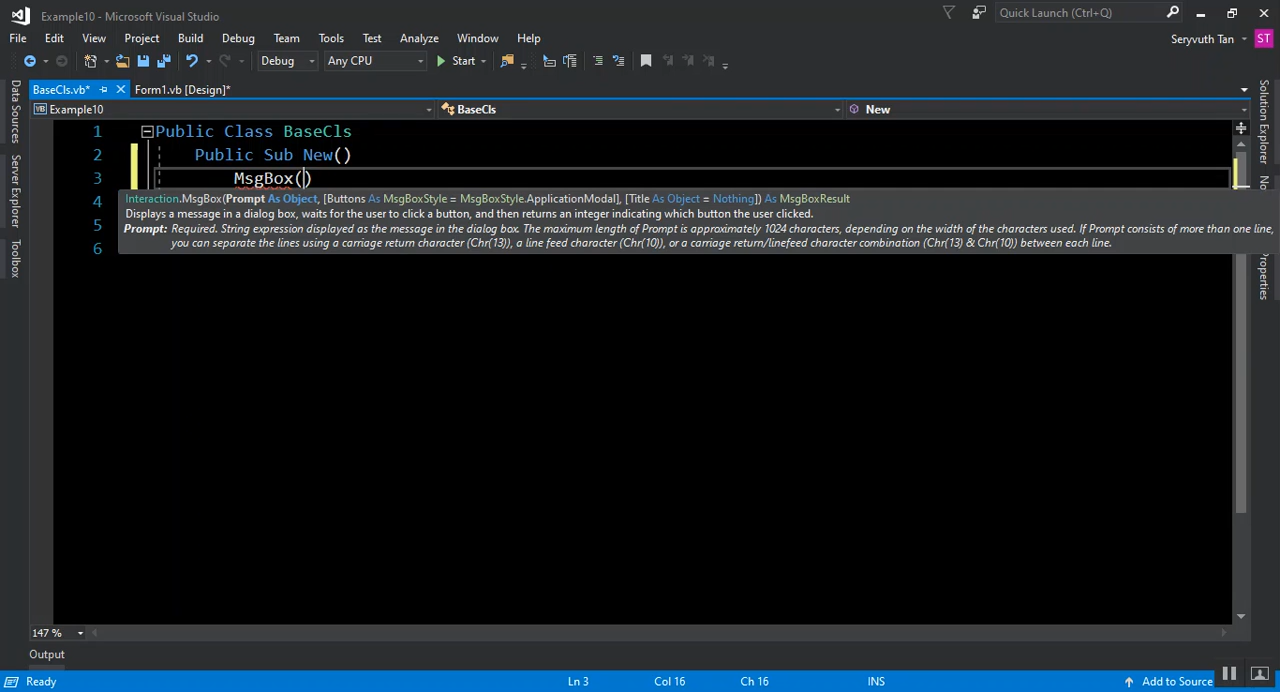 Example10 - Microsoft Visual Studio
Quick Launch (Ctrl+Q)
File Edit View Project Build Debug Team Tools Test Analyze Window Help
Seryvuth Tan ST
Debug Any CPU Start
BaseCls.vb* Form1.vb [Design]*
VB Example10 BaseCls New
1 Public Class BaseCls
2 Public Sub New()
3 MsgBox()
4
5
6
Interaction.MsgBox(Prompt As Object, [Buttons As MsgBoxStyle = MsgBoxStyle.ApplicationModal], [Title As Object = Nothing]) As MsgBoxResult
Displays a message in a dialog box, waits for the user to click a button, and then returns an integer indicating which button the user clicked.
Prompt: Required. String expression displayed as the message in the dialog box. The maximum length of Prompt is approximately 1024 characters, depending on the width of the characters used. If Prompt consists of more than one line,
you can separate the lines using a carriage return character (Chr(13)), a line feed character (Chr(10)), or a carriage return/linefeed character combination (Chr(13) & Chr(10)) between each line.
Data Sources
Server Explorer
Toolbox
Solution Explorer
Properties
147 %
Output
Ready Ln 3 Col 16 Ch 16 INS Add to Source